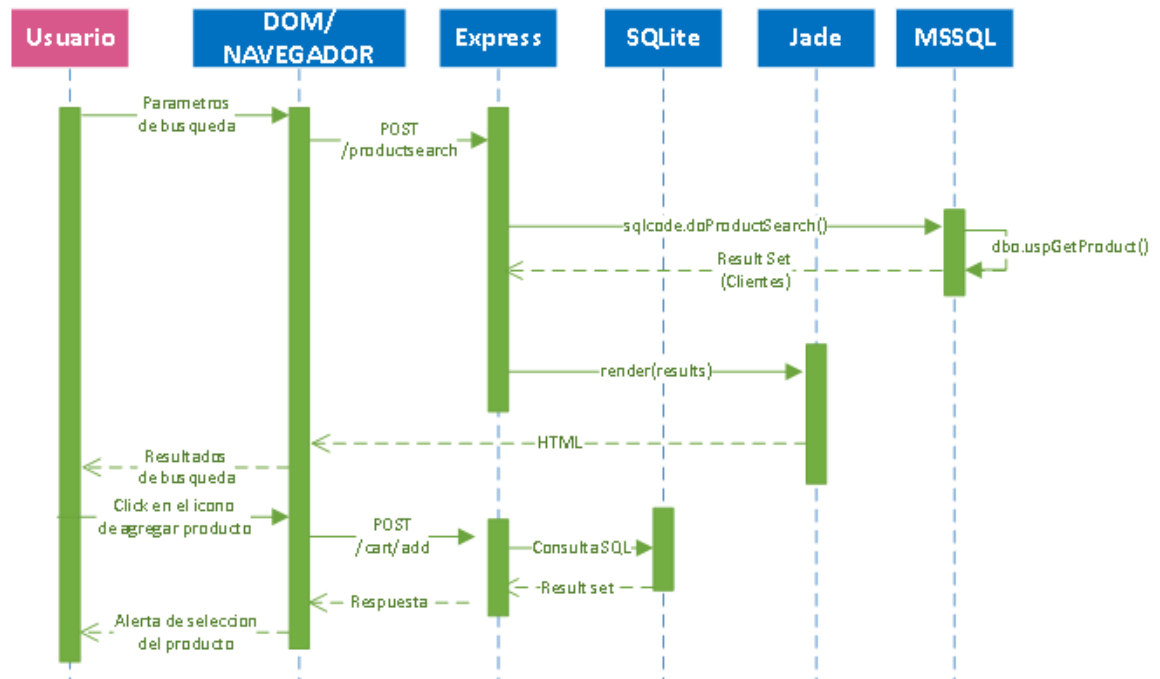 Usuario
DOM/
NAVEGADOR
Express
SQLite
Jade
MSSQL
Parametros
de busqueda
POST
/productsearch
sqlcode.doProductSearch()
dbo.uspGetProduct()
Result Set
(Clientes)
render(results)
HTML
Resultados
de busqueda
Click en el icono
de agregar producto
POST
/cart/add
Consulta SQL
Result set
Respuesta
Alerta de seleccion
del producto